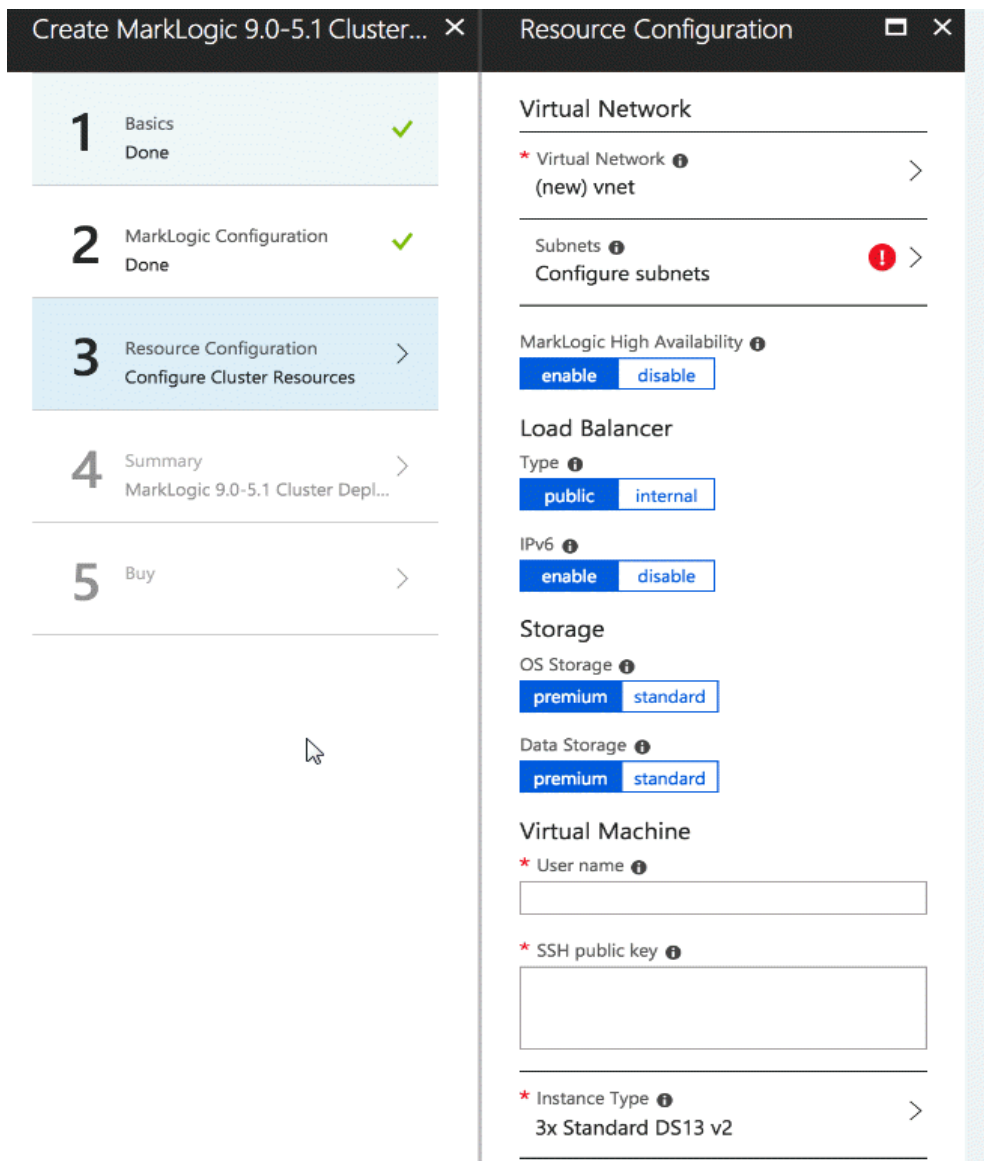 Create MarkLogic 9.0-5.1 Cluster...
1
Basics
Done
2
MarkLogic Configuration
Done
3
Resource Configuration
Configure Cluster Resources
4
Summary
MarkLogic 9.0-5.1 Cluster Depl...
5
Buy
Resource Configuration
Virtual Network
* Virtual Network
(new) vnet
Subnets
Configure subnets
MarkLogic High Availability
enable disable
Load Balancer
Type
public internal
IPv6
enable disable
Storage
OS Storage
premium standard
Data Storage
premium standard
Virtual Machine
* User name
* SSH public key
* Instance Type
3x Standard DS13 v2